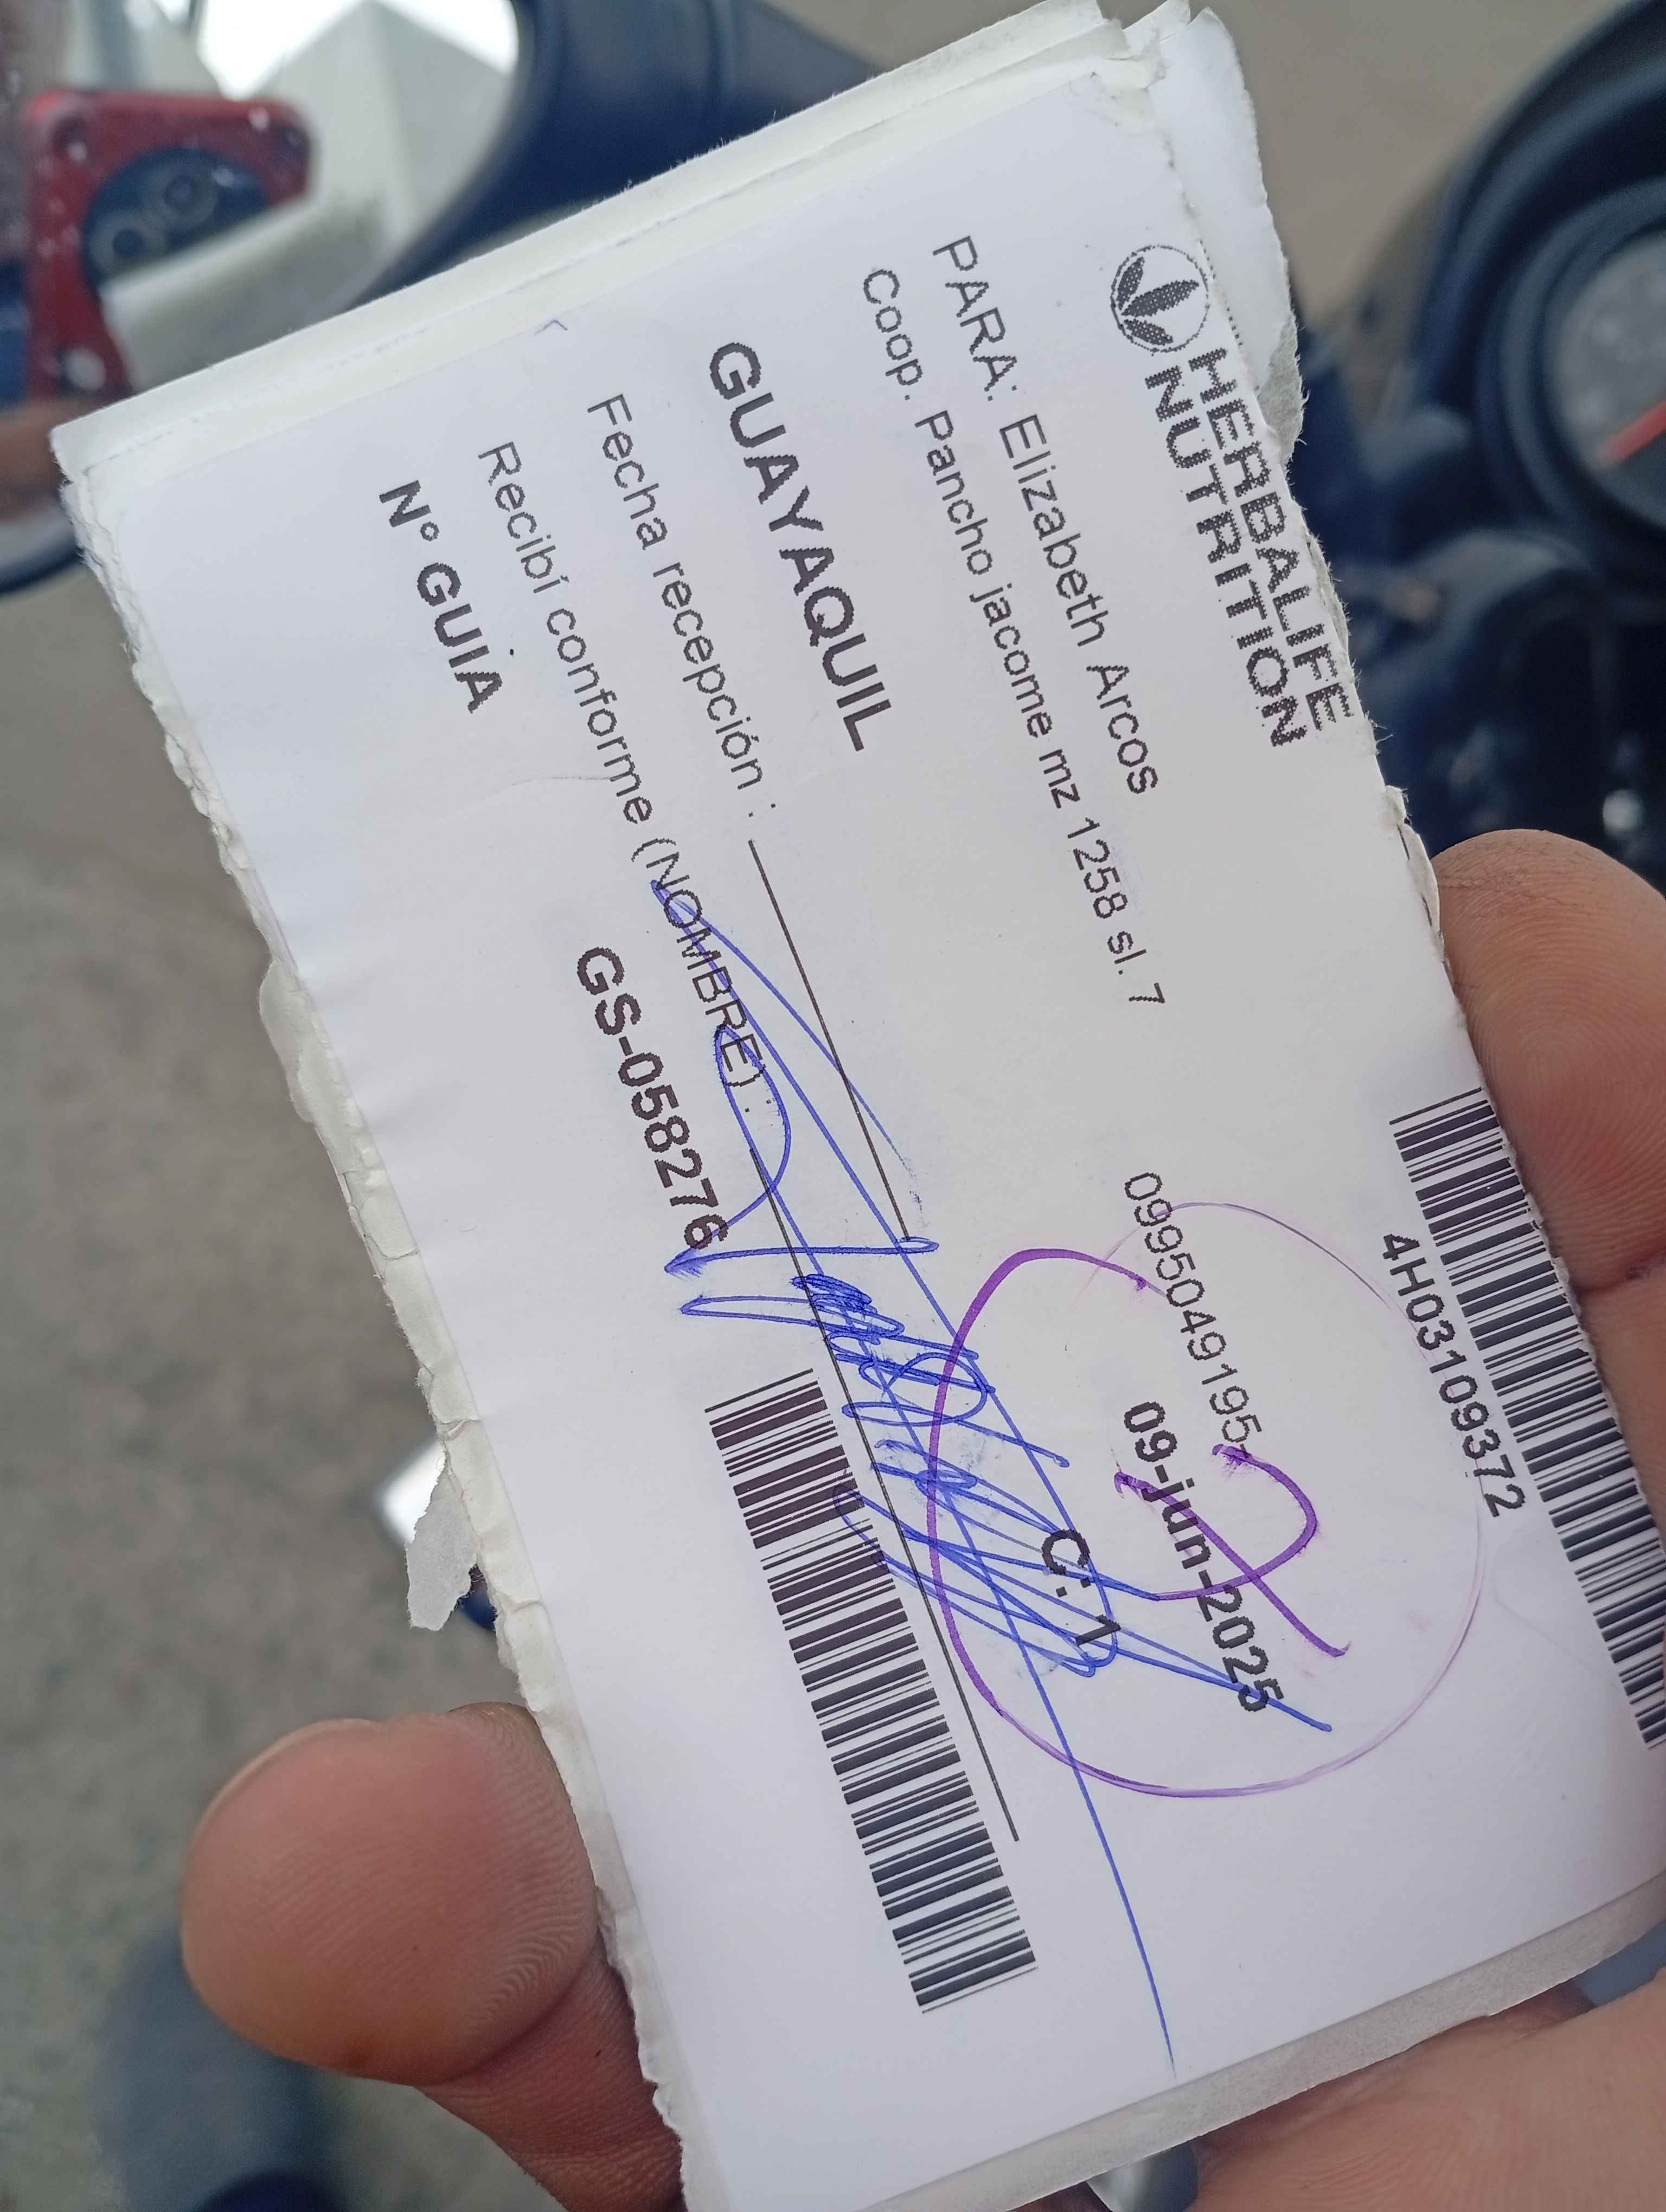 HERBALIFE
NUTRITION
4H03109372
PARA: Elizabeth Arcos
0995049195
Coop. Pancho jacome mz 1258 sl. 7
09-jun-2025
GUAYAQUIL
C: 1
Fecha recepción :
Recibí conforme (NOMBRE) :
Nº GUIA
GS-058276